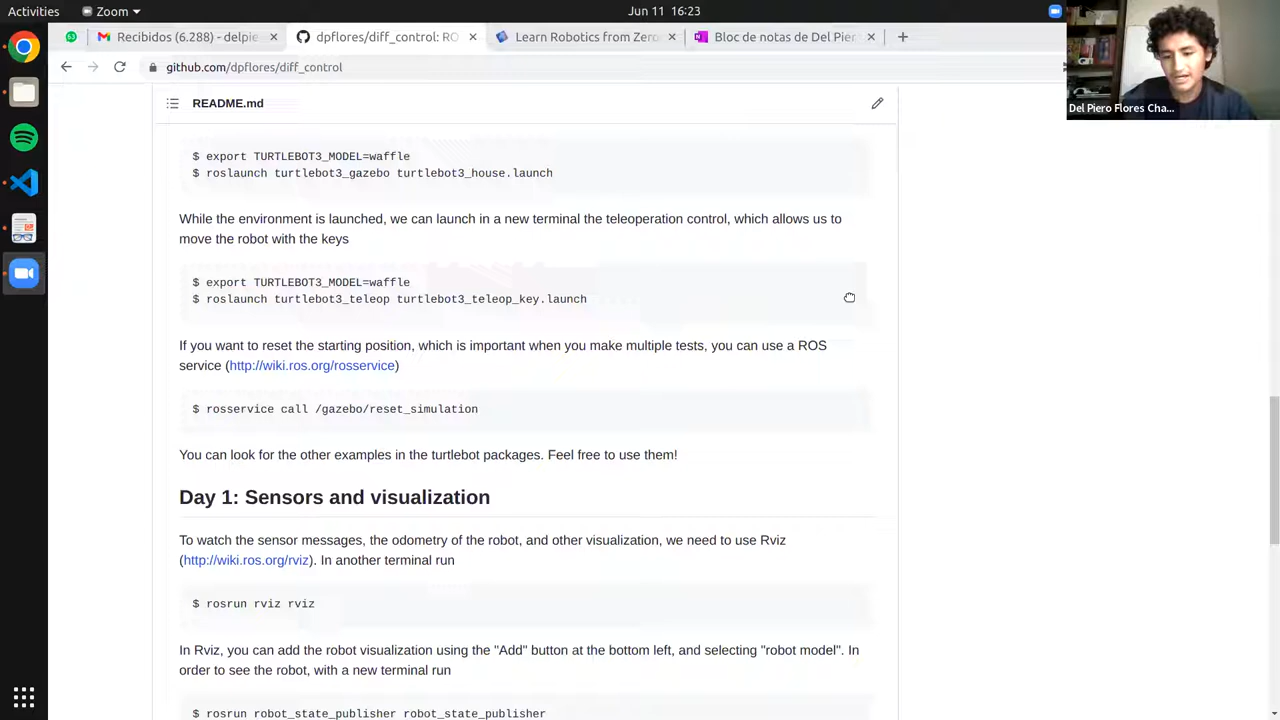 Activities
Zoom
Jun 11 16:23
63
Recibidos (6.288) - delpie
dpflores/diff_control: RO
Learn Robotics from Zero
Bloc de notas de Del Pier
github.com/dpflores/diff_control
Del Piero Flores Cha...
README.md
$ export TURTLEBOT3_MODEL=waffle
$ roslaunch turtlebot3_gazebo turtlebot3_house.launch
While the environment is launched, we can launch in a new terminal the teleoperation control, which allows us to
move the robot with the keys
$ export TURTLEBOT3_MODEL=waffle
$ roslaunch turtlebot3_teleop turtlebot3_teleop_key.launch
If you want to reset the starting position, which is important when you make multiple tests, you can use a ROS
service (http://wiki.ros.org/rosservice)
$ rosservice call /gazebo/reset_simulation
You can look for the other examples in the turtlebot packages. Feel free to use them!
Day 1: Sensors and visualization
To watch the sensor messages, the odometry of the robot, and other visualization, we need to use Rviz
(http://wiki.ros.org/rviz). In another terminal run
$ rosrun rviz rviz
In Rviz, you can add the robot visualization using the "Add" button at the bottom left, and selecting "robot model". In
order to see the robot, with a new terminal run
$ rosrun robot_state_publisher robot_state_publisher